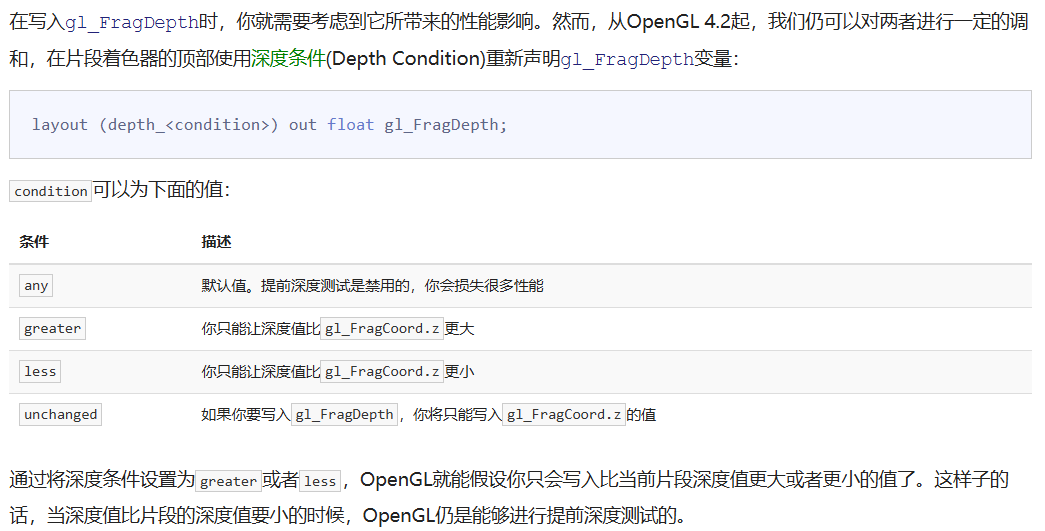 在写入gl_FragDepth时，你就需要考虑到它所带来的性能影响。然而，从OpenGL 4.2起，我们仍可以对两者进行一定的调
和，在片段着色器的顶部使用深度条件(Depth Condition)重新声明gl_FragDepth变量：
layout (depth_<condition>) out float gl_FragDepth;
condition可以为下面的值：
条件 描述
any 默认值。提前深度测试是禁用的，你会损失很多性能
greater 你只能让深度值比gl_FragCoord.z更大
less 你只能让深度值比gl_FragCoord.z更小
unchanged 如果你要写入gl_FragDepth，你将只能写入gl_FragCoord.z的值
通过将深度条件设置为greater或者less，OpenGL就能假设你只会写入比当前片段深度值更大或者更小的值了。这样子的
话，当深度值比片段的深度值要小的时候，OpenGL仍是能够进行提前深度测试的。